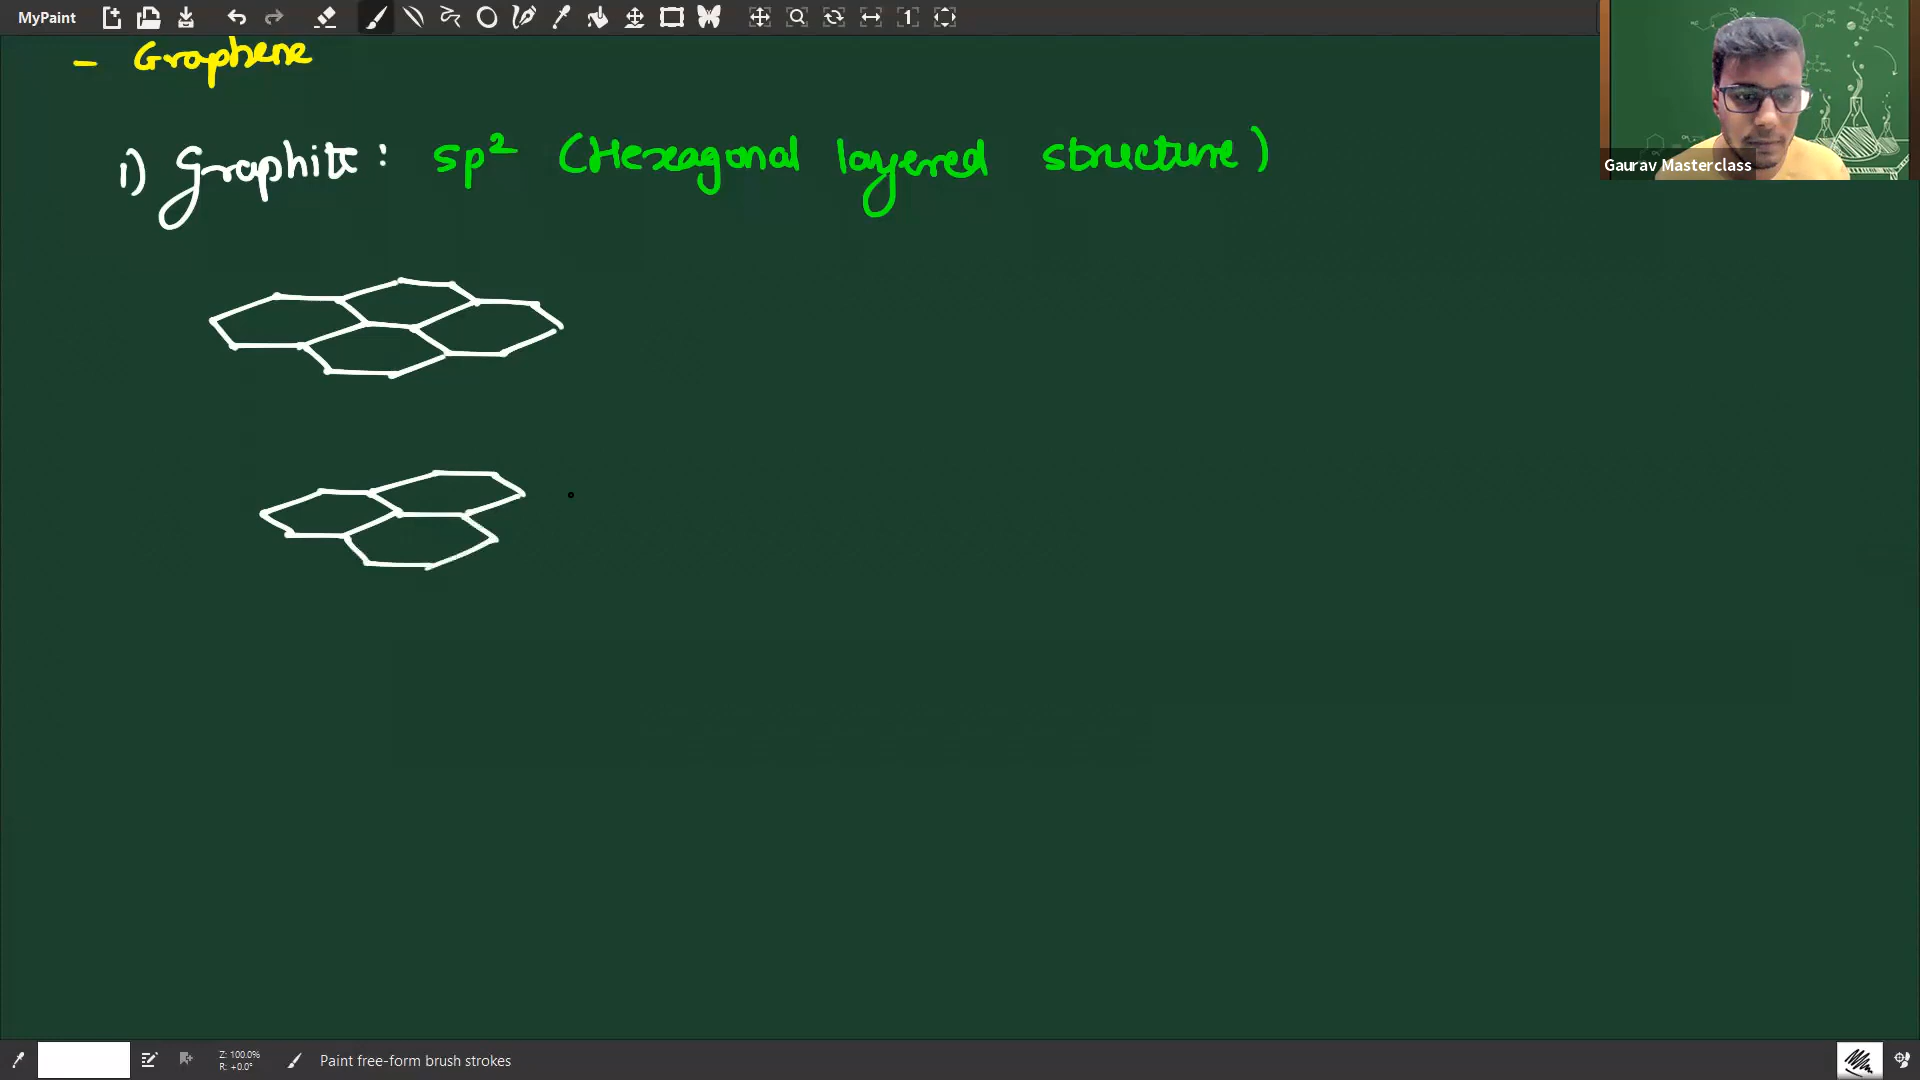 MyPaint
- Graphene
1) Graphite : sp² (Hexagonal layered structure)
Gaurav Masterclass
Z: 100.0%
R: +0.0°
Paint free-form brush strokes